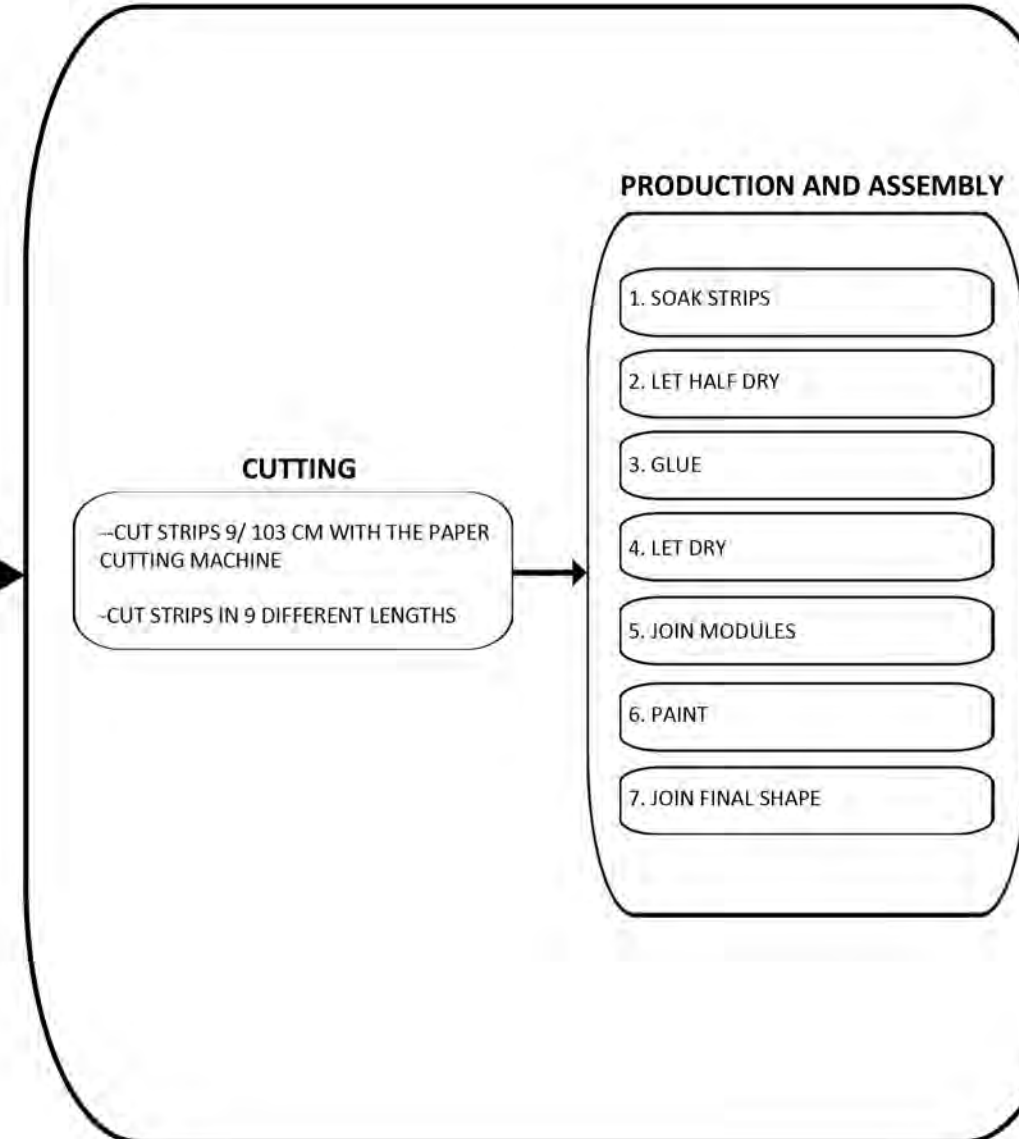 PRODUCTION AND ASSEMBLY
1. SOAK STRIPS
2. LET HALF DRY
3. GLUE
4. LET DRY
5. JOIN MODULES
6. PAINT
7. JOIN FINAL SHAPE
CUTTING
--CUT STRIPS 9/ 103 CM WITH THE PAPER
CUTTING MACHINE
-CUT STRIPS IN 9 DIFFERENT LENGTHS